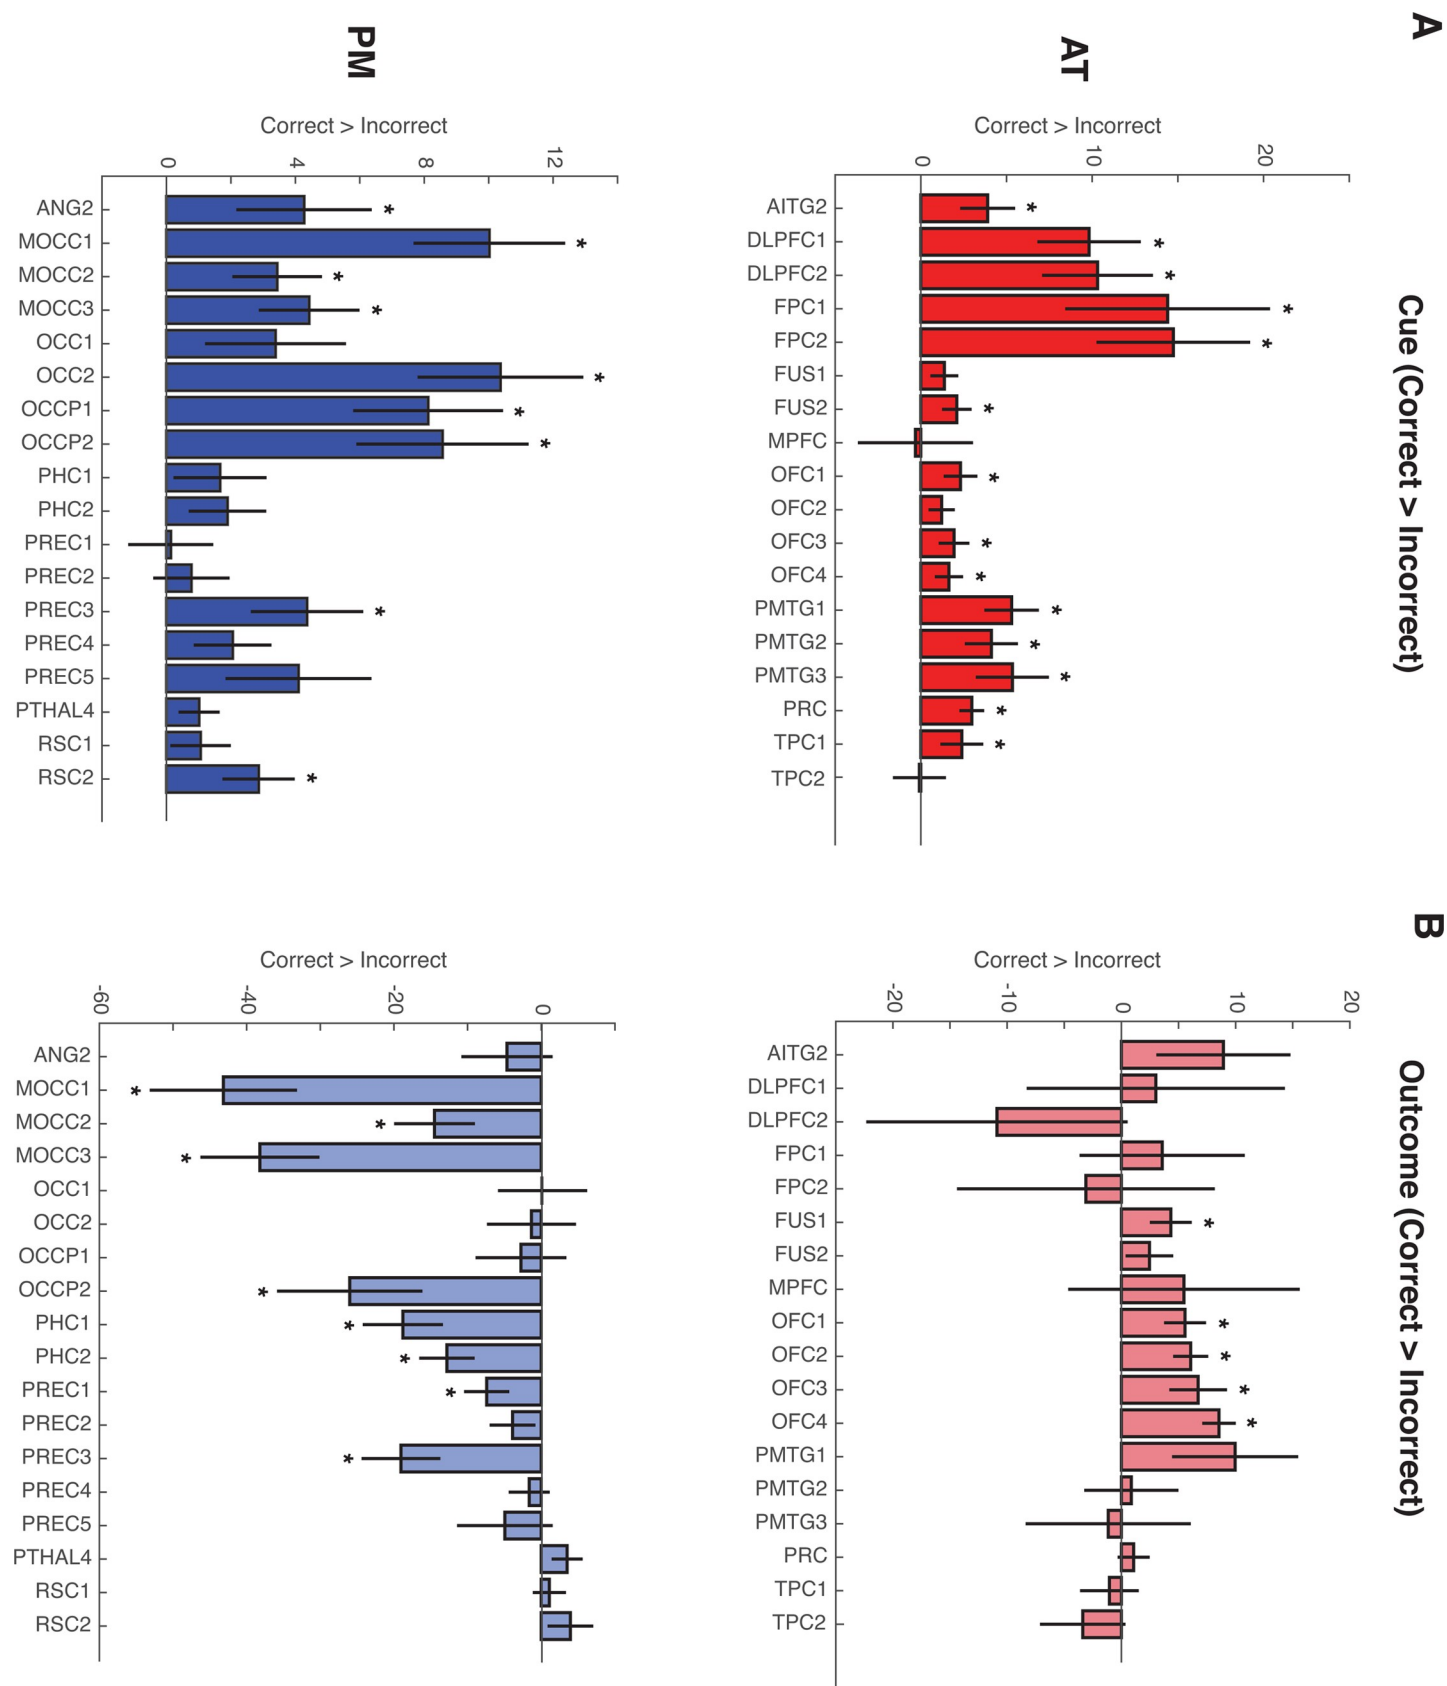 A
Cue (Correct > Incorrect)
AT
Correct > Incorrect
0
10
20
AITG2
DLPFC1
DLPFC2
FPC1
FPC2
FUS1
FUS2
MPFC
OFC1
OFC2
OFC3
OFC4
PMTG1
PMTG2
PMTG3
PRC
TPC1
TPC2
*
*
*
*
*
*
*
*
*
*
*
*
*
*
PM
Correct > Incorrect
0
4
8
12
ANG2
MOCC1
MOCC2
MOCC3
OCC1
OCC2
OCCP1
OCCP2
PHC1
PHC2
PREC1
PREC2
PREC3
PREC4
PREC5
PTHAL4
RSC1
RSC2
*
*
*
*
*
*
*
*
*
B
Outcome (Correct > Incorrect)
Correct > Incorrect
-20
-10
0
10
20
AITG2
DLPFC1
DLPFC2
FPC1
FPC2
FUS1
FUS2
MPFC
OFC1
OFC2
OFC3
OFC4
PMTG1
PMTG2
PMTG3
PRC
TPC1
TPC2
*
*
*
*
*
Correct > Incorrect
-60
-40
-20
0
ANG2
MOCC1
MOCC2
MOCC3
OCC1
OCC2
OCCP1
OCCP2
PHC1
PHC2
PREC1
PREC2
PREC3
PREC4
PREC5
PTHAL4
RSC1
RSC2
*
*
*
*
*
*
*
*